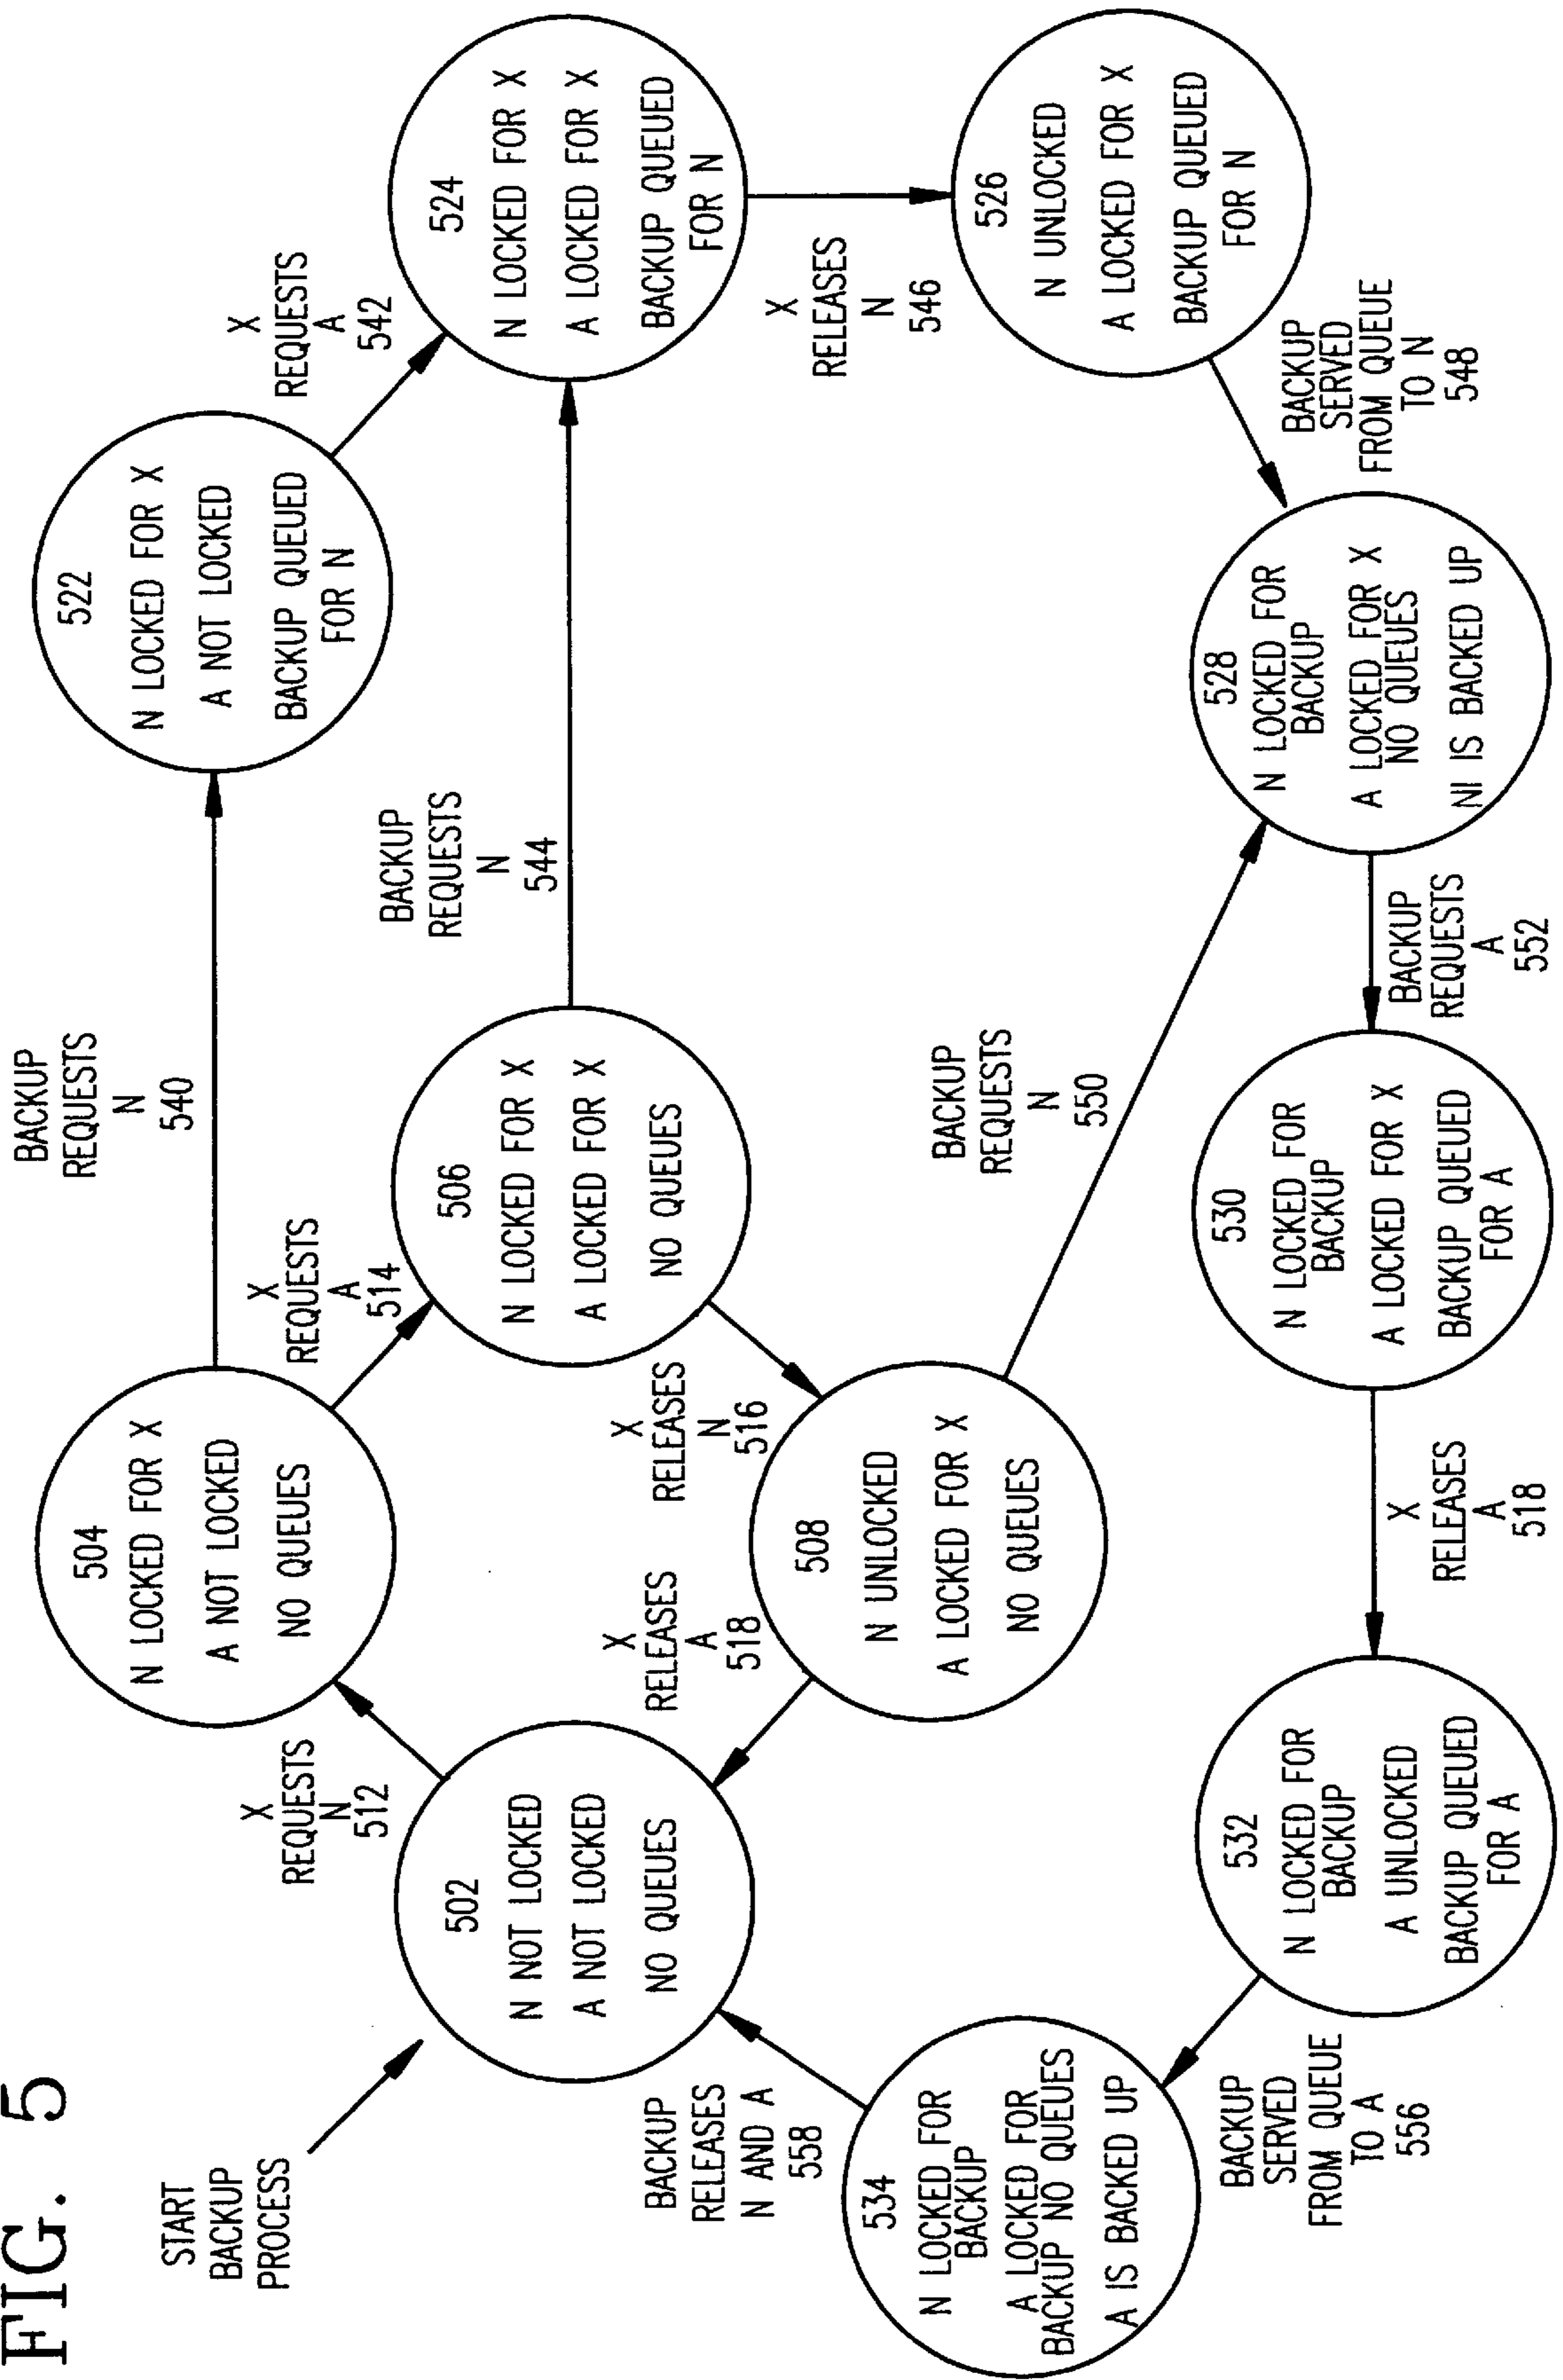 FIG. 5
START
BACKUP
PROCESS
502
N NOT LOCKED
A NOT LOCKED
NO QUEUES
X
REQUESTS
N
512
504
N LOCKED FOR X
A NOT LOCKED
NO QUEUES
X
REQUESTS
A
514
506
N LOCKED FOR X
A LOCKED FOR X
NO QUEUES
X
RELEASES
N
516
508
N UNLOCKED
A LOCKED FOR X
NO QUEUES
X
RELEASES
A
518
BACKUP
REQUESTS
N
540
522
N LOCKED FOR X
A NOT LOCKED
BACKUP QUEUED
FOR N
X
REQUESTS
A
542
BACKUP
REQUESTS
N
544
524
N LOCKED FOR X
A LOCKED FOR X
BACKUP QUEUED
FOR N
X
RELEASES
N
546
526
N UNLOCKED
A LOCKED FOR X
BACKUP QUEUED
FOR N
BACKUP
SERVED
FROM QUEUE
TO N
548
BACKUP
REQUESTS
N
550
528
N LOCKED FOR
BACKUP
A LOCKED FOR X
NO QUEUES
NI IS BACKED UP
BACKUP
REQUESTS
A
552
530
N LOCKED FOR
BACKUP
A LOCKED FOR X
BACKUP QUEUED
FOR A
X
RELEASES
A
518
532
N LOCKED FOR
BACKUP
A UNLOCKED
BACKUP QUEUED
FOR A
BACKUP
SERVED
FROM QUEUE
TO A
556
534
N LOCKED FOR
BACKUP
A LOCKED FOR
BACKUP NO QUEUES
A IS BACKED UP
BACKUP
RELEASES
N AND A
558